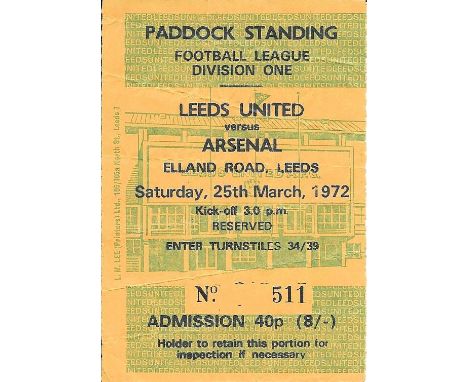 PADDOCK STANDING
FOOTBALL LEAGUE
DIVISION ONE
LEEDS UNITED
versus
ARSENAL
ELLAND ROAD, LEEDS
Saturday, 25th March, 1972
Kick-off 3.0 p.m.
RESERVED
ENTER TURNSTILES 34/39
Nº 511
ADMISSION 40p (8/-)
Holder to retain this portion for
inspection if necessary